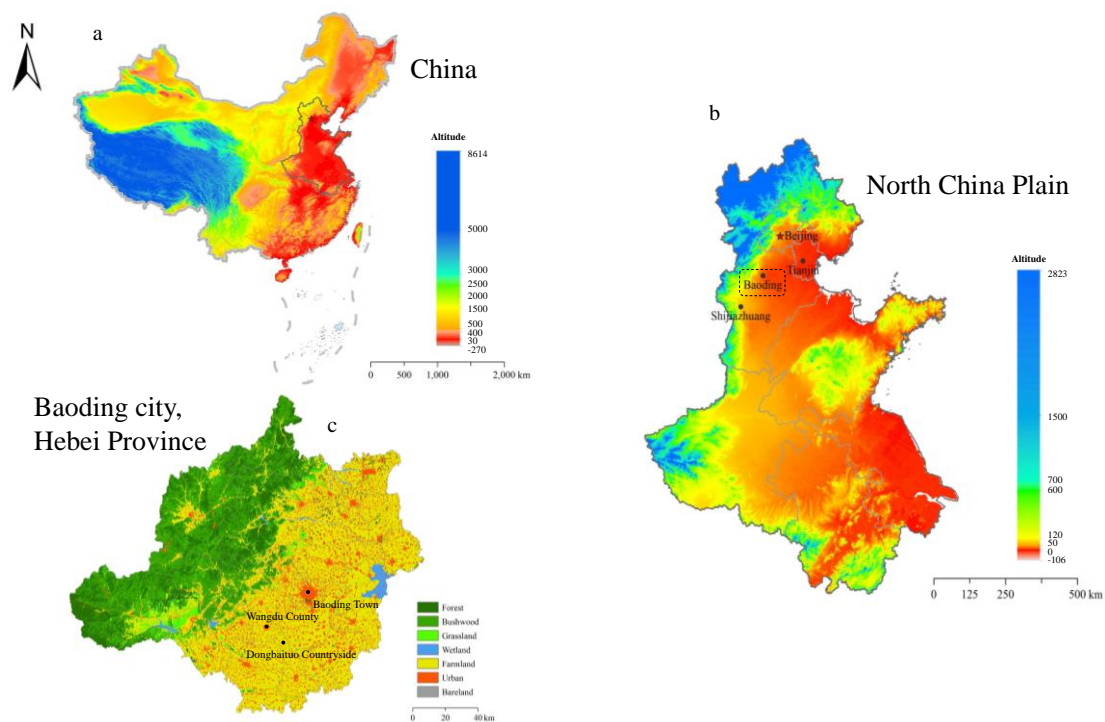 a
N
China
Altitude
8614
5000
3000
2500
1500
500
400
30
-270
0 500 1,000 2,000 km
b
North China Plain
Beijing
Tianjin
Baoding
Shijiazhuang
Altitude
2823
1500
700
600
120
50
0
-106
0 125 250 500 km
Baoding city,
Hebei Province
c
Baoding Town
Wangdu County
Dongbaituo Countryside
Forest
Bushwood
Grassland
Wetland
Farmland
Urban
Bareland
0 20 40 km